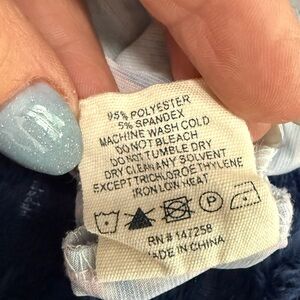 95% POLYESTER
5% SPANDEX
MACHINE WASH COLD
DO NOT BLEACH
DO NOT TUMBLE DRY
DRY CLEAN ANY SOLVENT
EXCEPT TRICHLOROETHYLENE
IRON LOW HEAT
P
RN# 147258
MADE IN CHINA